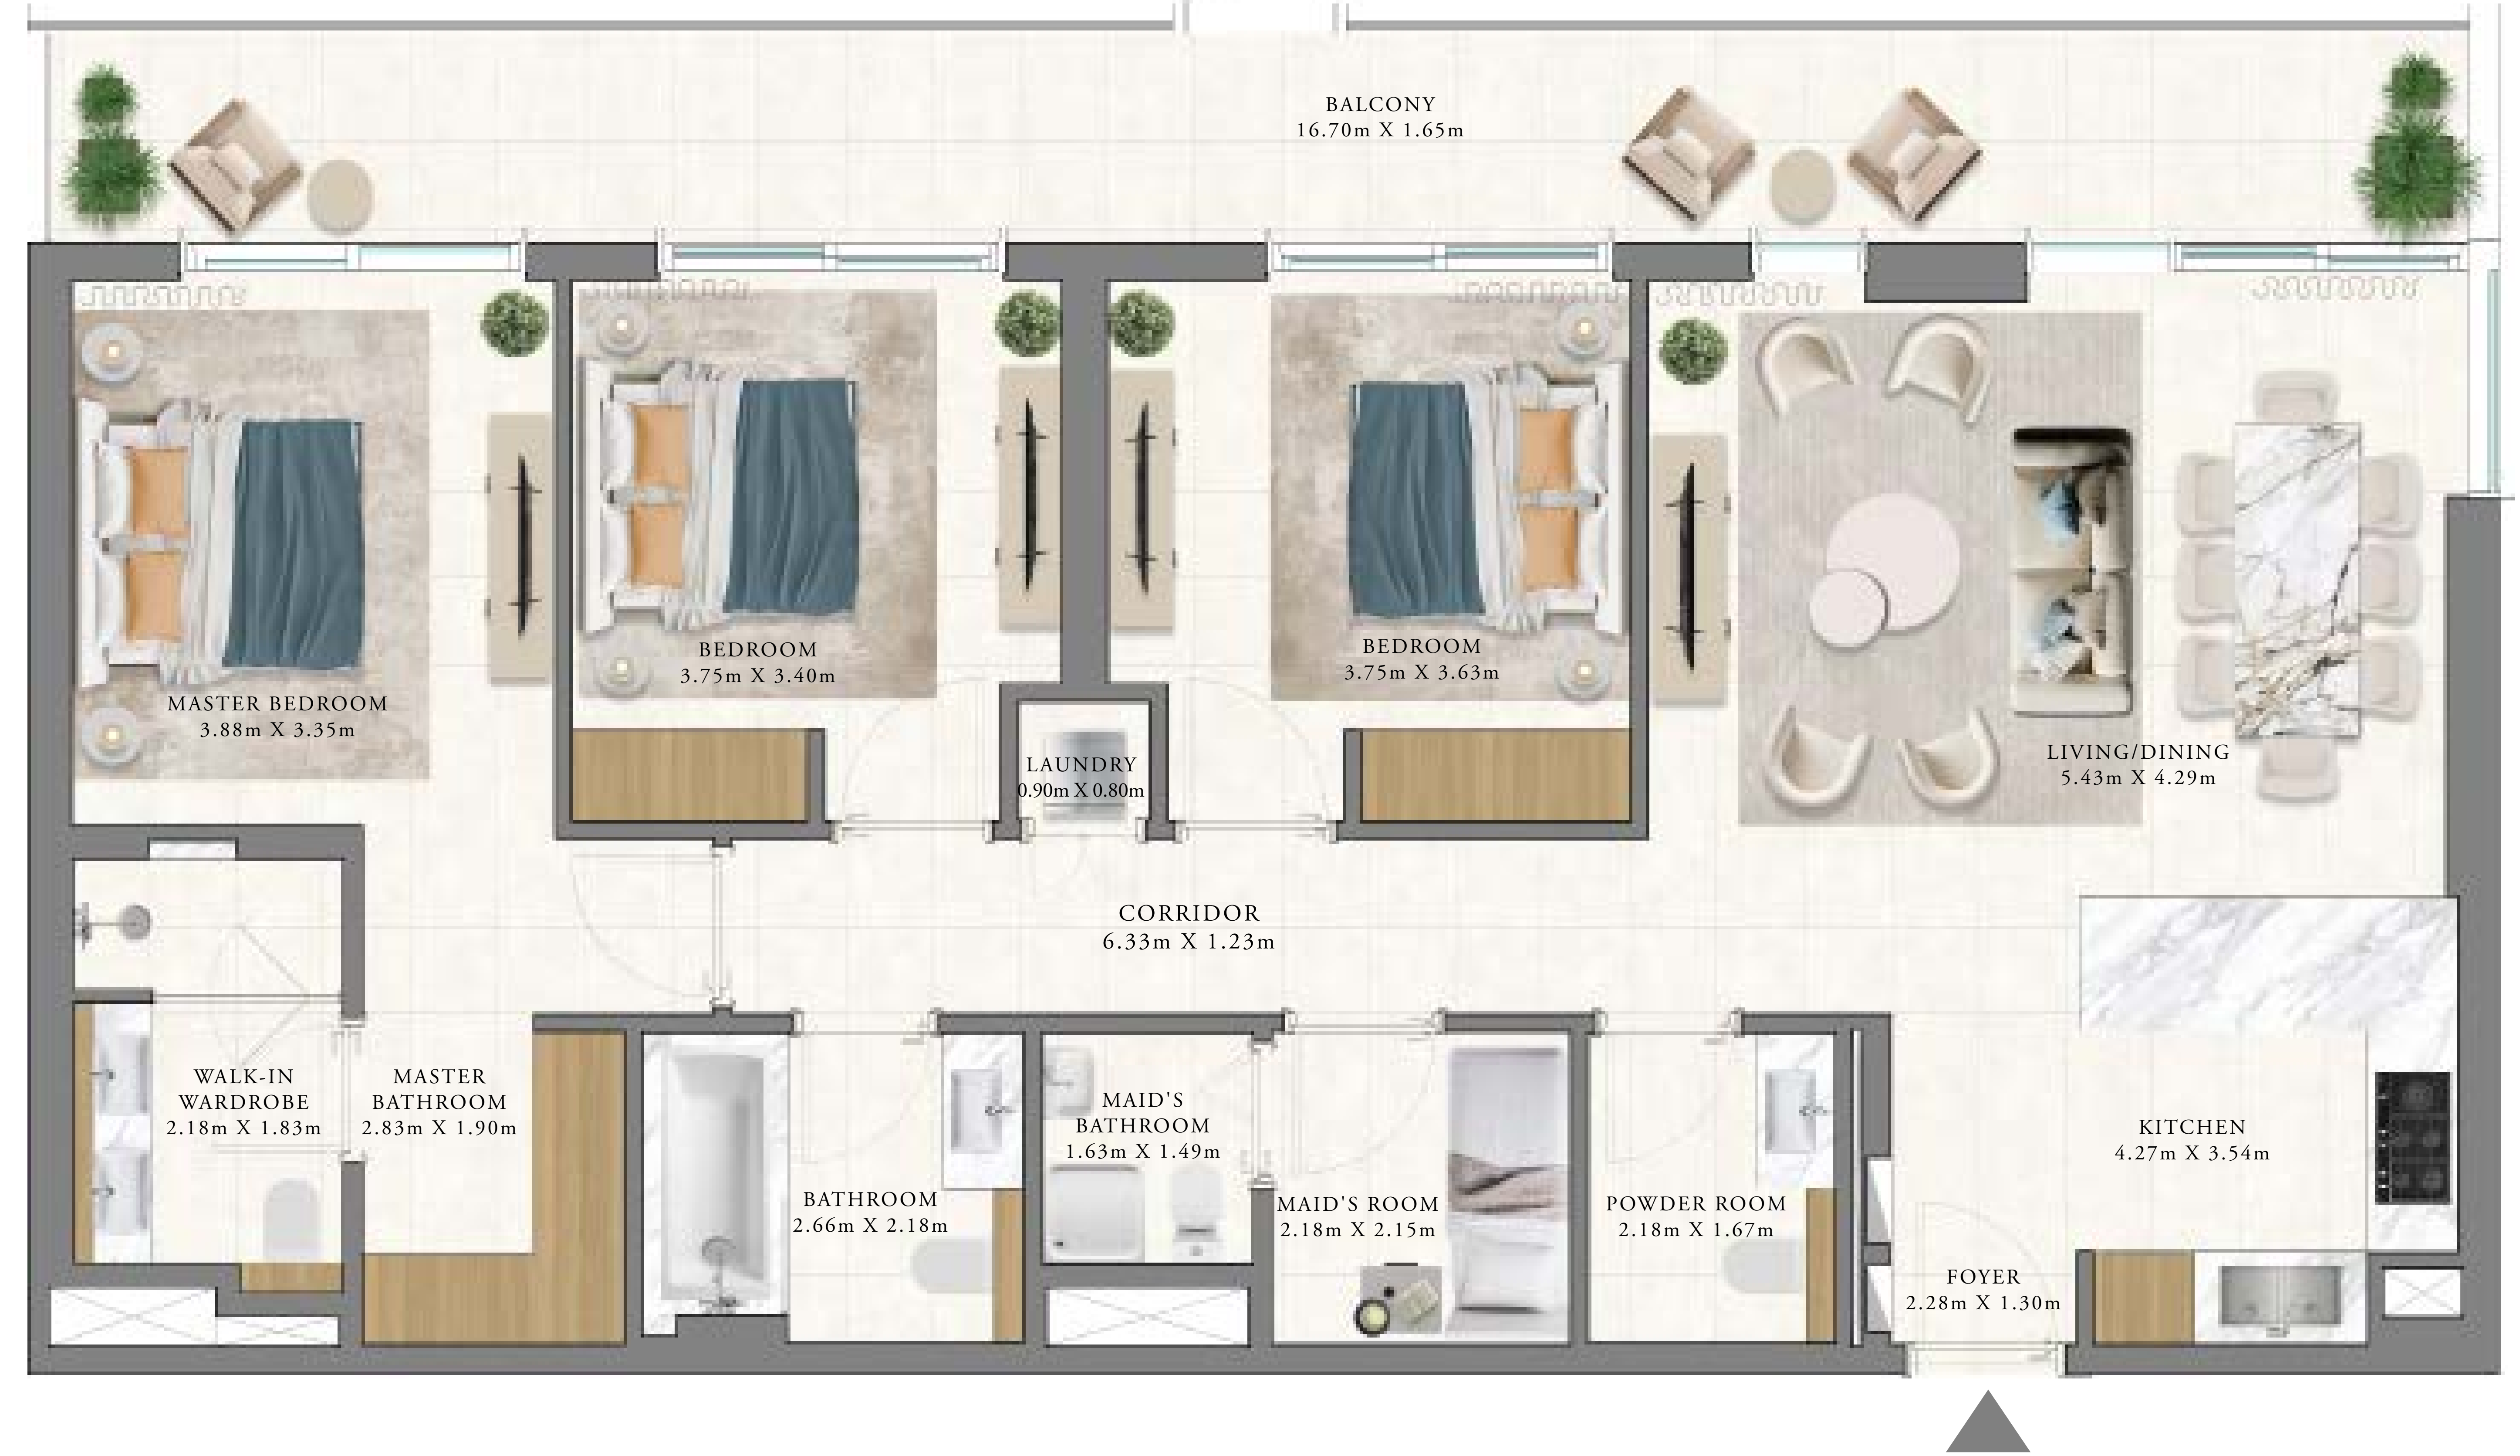 BALCONY
16.70m X 1.65m
MASTER BEDROOM
3.88m X 3.35m
BEDROOM
3.75m X 3.40m
BEDROOM
3.75m X 3.63m
LAUNDRY
0.90m X 0.80m
LIVING/DINING
5.43m X 4.29m
CORRIDOR
6.33m X 1.23m
WALK-IN
WARDROBE
2.18m X 1.83m
MASTER
BATHROOM
2.83m X 1.90m
BATHROOM
2.66m X 2.18m
MAID'S
BATHROOM
1.63m X 1.49m
MAID'S ROOM
2.18m X 2.15m
POWDER ROOM
2.18m X 1.67m
KITCHEN
4.27m X 3.54m
FOYER
2.28m X 1.30m